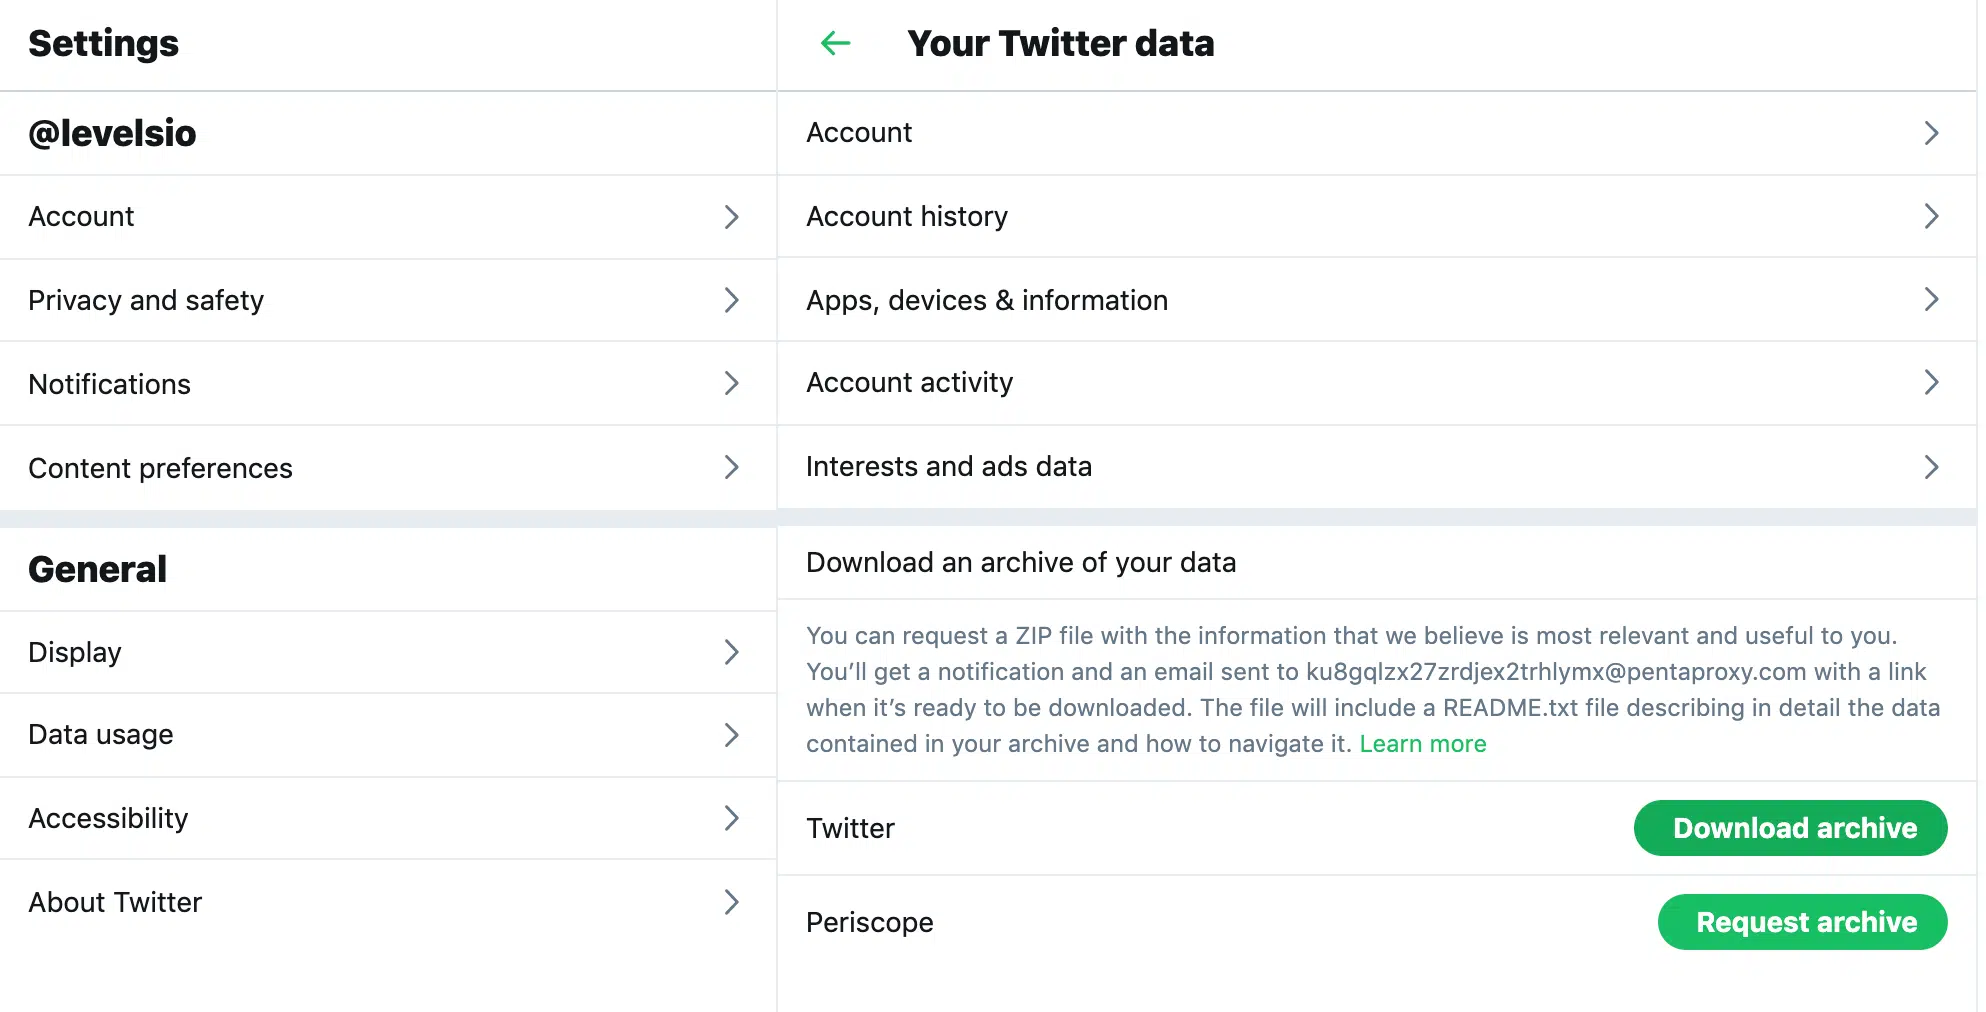 Settings
@levelsio
Account
Privacy and safety
Notifications
Content preferences
General
Display
Data usage
Accessibility
About Twitter
Your Twitter data
Account
Account history
Apps, devices & information
Account activity
Interests and ads data
Download an archive of your data
You can request a ZIP file with the information that we believe is most relevant and useful to you.
You’ll get a notification and an email sent to ku8gqlzx27zrdjex2trhlymx@pentaproxy.com with a link
when it’s ready to be downloaded. The file will include a README.txt file describing in detail the data
contained in your archive and how to navigate it. Learn more
Twitter
Download archive
Periscope
Request archive